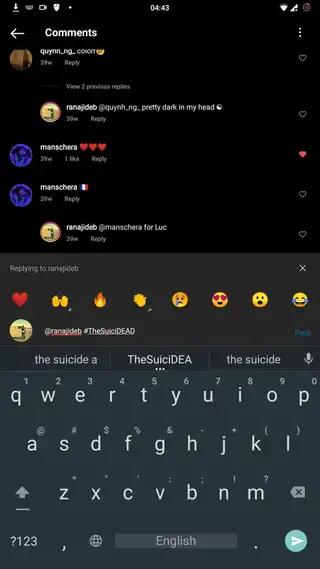 04:43
Comments
quynh_ng_ colorr🤔
39w Reply
View 2 previous replies
ranajideb @quynh_ng_ pretty dark in my head ☯
39w Reply
manschera ❤️❤️❤️
39w 1 like Reply
manschera 🇫🇷
39w Reply
ranajideb @manschera for Luc
39w Reply
Replying to ranajideb
❤️ 🙌 🔥 👏 😢 😍 😮 😂
@ranajideb #TheSuiciDEAD
Post
the suicide a TheSuiciDEA the suicide
1 2 3 4 5 6 7 8 9 0
q w e r t y u i o p
@ # $ % & - + ( )
a s d f g h j k l
* " ' : ; ! ?
z x c v b n m
?123 , English .